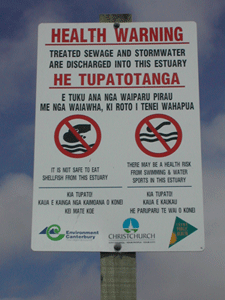 HEALTH WARNING
TREATED SEWAGE AND STORMWATER
ARE DISCHARGED INTO THIS ESTUARY
HE TUPATOTANGA
E TUKU ANA NGA WAIPARU PIRAU
ME NGA WAIAWHA, KI ROTO I TENEI WAHAPUA
IT IS NOT SAFE TO EAT
SHELLFISH FROM THIS ESTUARY
THERE MAY BE A HEALTH RISK
FROM SWIMMING & WATER
SPORTS IN THIS ESTUARY
KIA TUPATO!
KAUA E KAINGA NGA KAIMOANA O KONEI
KEI MATE KOE
KIA TUPATO!
KAUA E KAUKAU
HE PARUPARU TE WAI O KONEI
Environment
Canterbury
CHRISTCHURCH